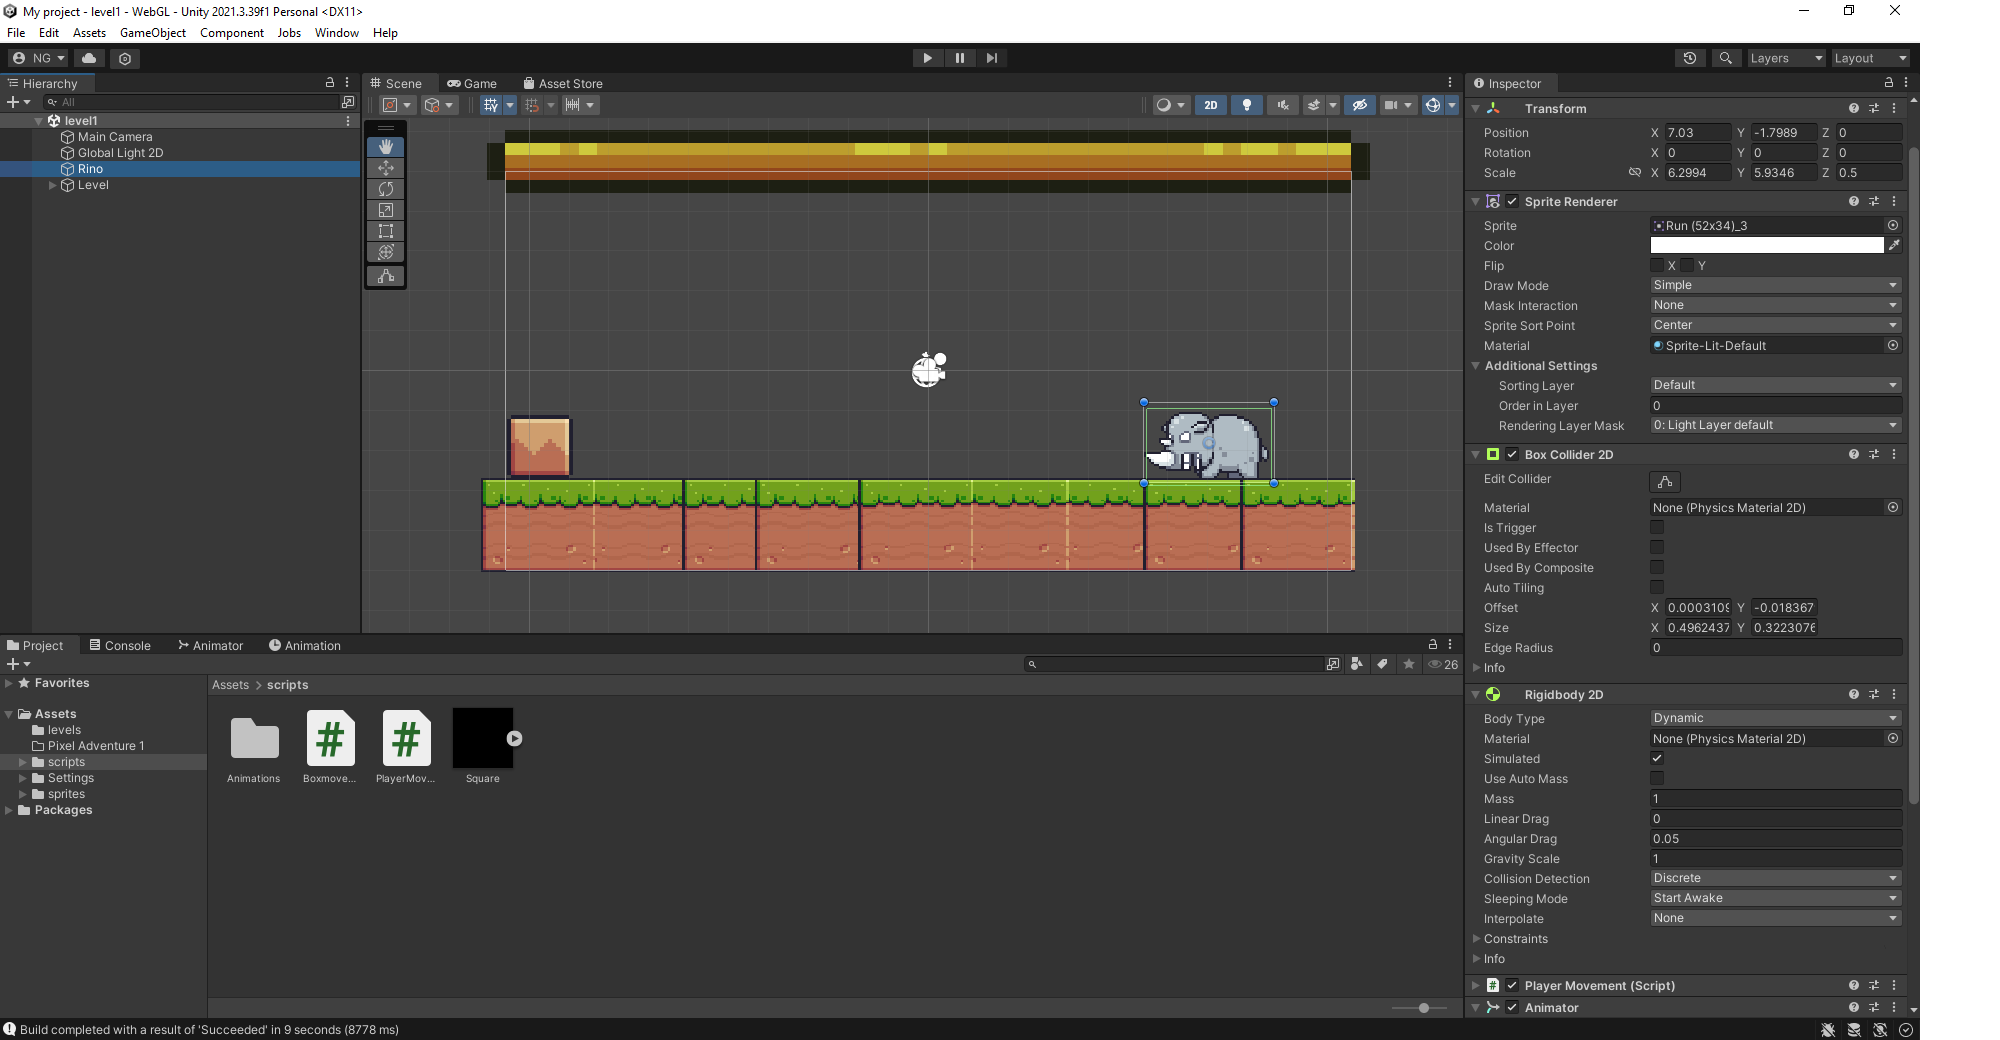 My project - level1 - WebGL - Unity 2021.3.39f1 Personal <DX11>
File Edit Assets GameObject Component Jobs Window Help
NG
Layers Layout
Hierarchy
All
level1
Main Camera
Global Light 2D
Rino
Level
Scene Game Asset Store
2D
Inspector
Transform
Position X 7.03 Y -1.7989 Z 0
Rotation X 0 Y 0 Z 0
Scale X 6.2994 Y 5.9346 Z 0.5
Sprite Renderer
Sprite Run (52x34)_3
Color
Flip X Y
Draw Mode Simple
Mask Interaction None
Sprite Sort Point Center
Material Sprite-Lit-Default
Additional Settings
Sorting Layer Default
Order in Layer 0
Rendering Layer Mask 0: Light Layer default
Box Collider 2D
Edit Collider
Material None (Physics Material 2D)
Is Trigger
Used By Effector
Used By Composite
Auto Tiling
Offset X 0.000310 Y -0.018367
Size X 0.4962437 Y 0.3223076
Edge Radius 0
Info
Rigidbody 2D
Body Type Dynamic
Material None (Physics Material 2D)
Simulated
Use Auto Mass
Mass 1
Linear Drag 0
Angular Drag 0.05
Gravity Scale 1
Collision Detection Discrete
Sleeping Mode Start Awake
Interpolate None
Constraints
Info
Player Movement (Script)
Animator
Project Console Animator Animation
26
Favorites
Assets
levels
Pixel Adventure 1
scripts
Settings
sprites
Packages
Assets > scripts
Animations Boxmove... PlayerMov... Square
Build completed with a result of 'Succeeded' in 9 seconds (8778 ms)